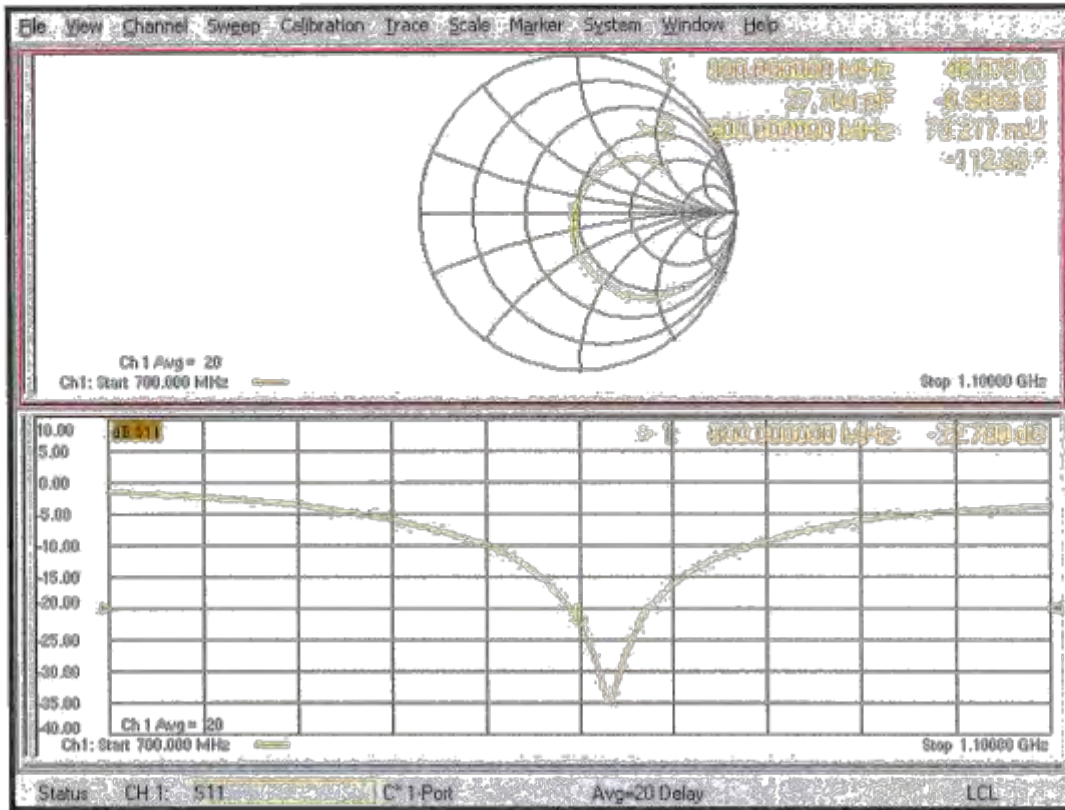 File View Channel Sweep Calibration Trace Scale Marker System Window Help
Ch 1 Avg = 20
Ch1: Start 700.000 MHz
Stop 1.10000 GHz
10.00
dB S11
5.00
0.00
-5.00
-10.00
-15.00
-20.00
-25.00
-30.00
-35.00
-40.00
Ch 1 Avg = 20
Ch1: Start 700.000 MHz
Stop 1.10000 GHz
Status CH 1: S11 C* 1-Port Avg=20 Delay LCL